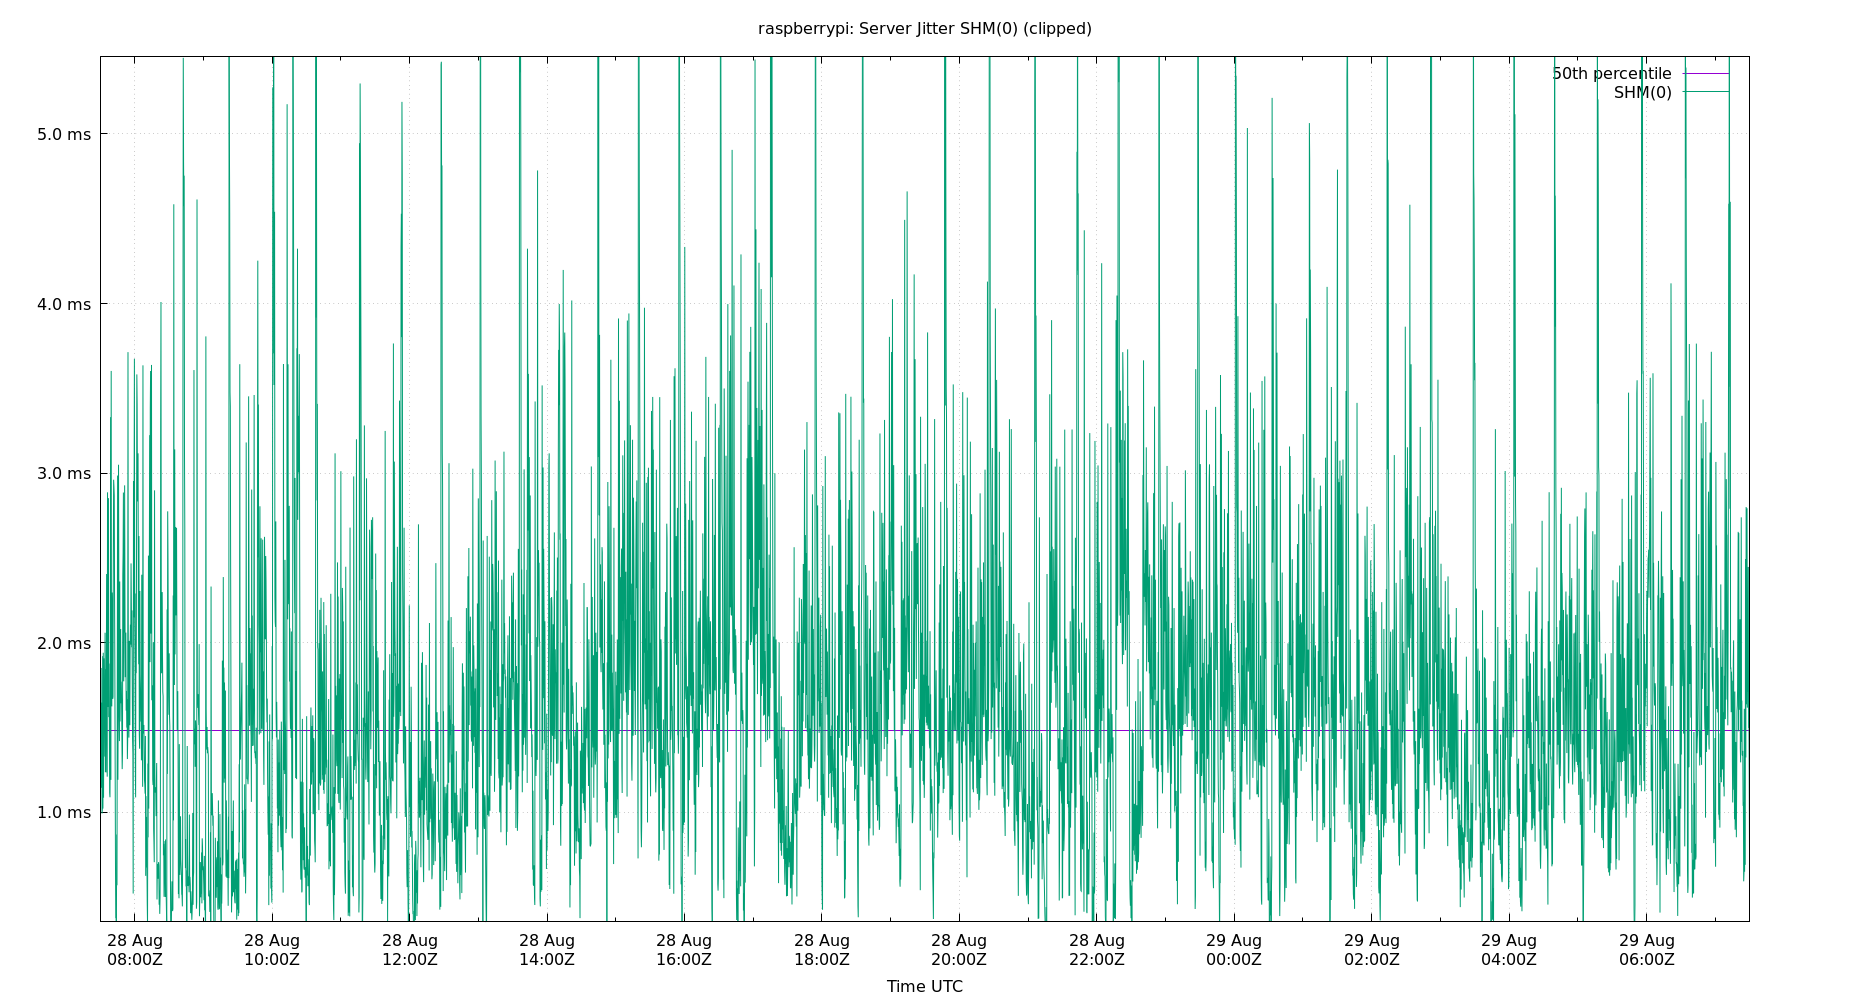 raspberrypi: Server Jitter SHM(0) (clipped)
50th percentile
SHM(0)
5.0 ms
4.0 ms
3.0 ms
2.0 ms
1.0 ms
28 Aug 28 Aug 28 Aug 28 Aug 28 Aug 28 Aug 28 Aug 28 Aug 29 Aug 29 Aug 29 Aug 29 Aug
08:00Z 10:00Z 12:00Z 14:00Z 16:00Z 18:00Z 20:00Z 22:00Z 00:00Z 02:00Z 04:00Z 06:00Z
Time UTC